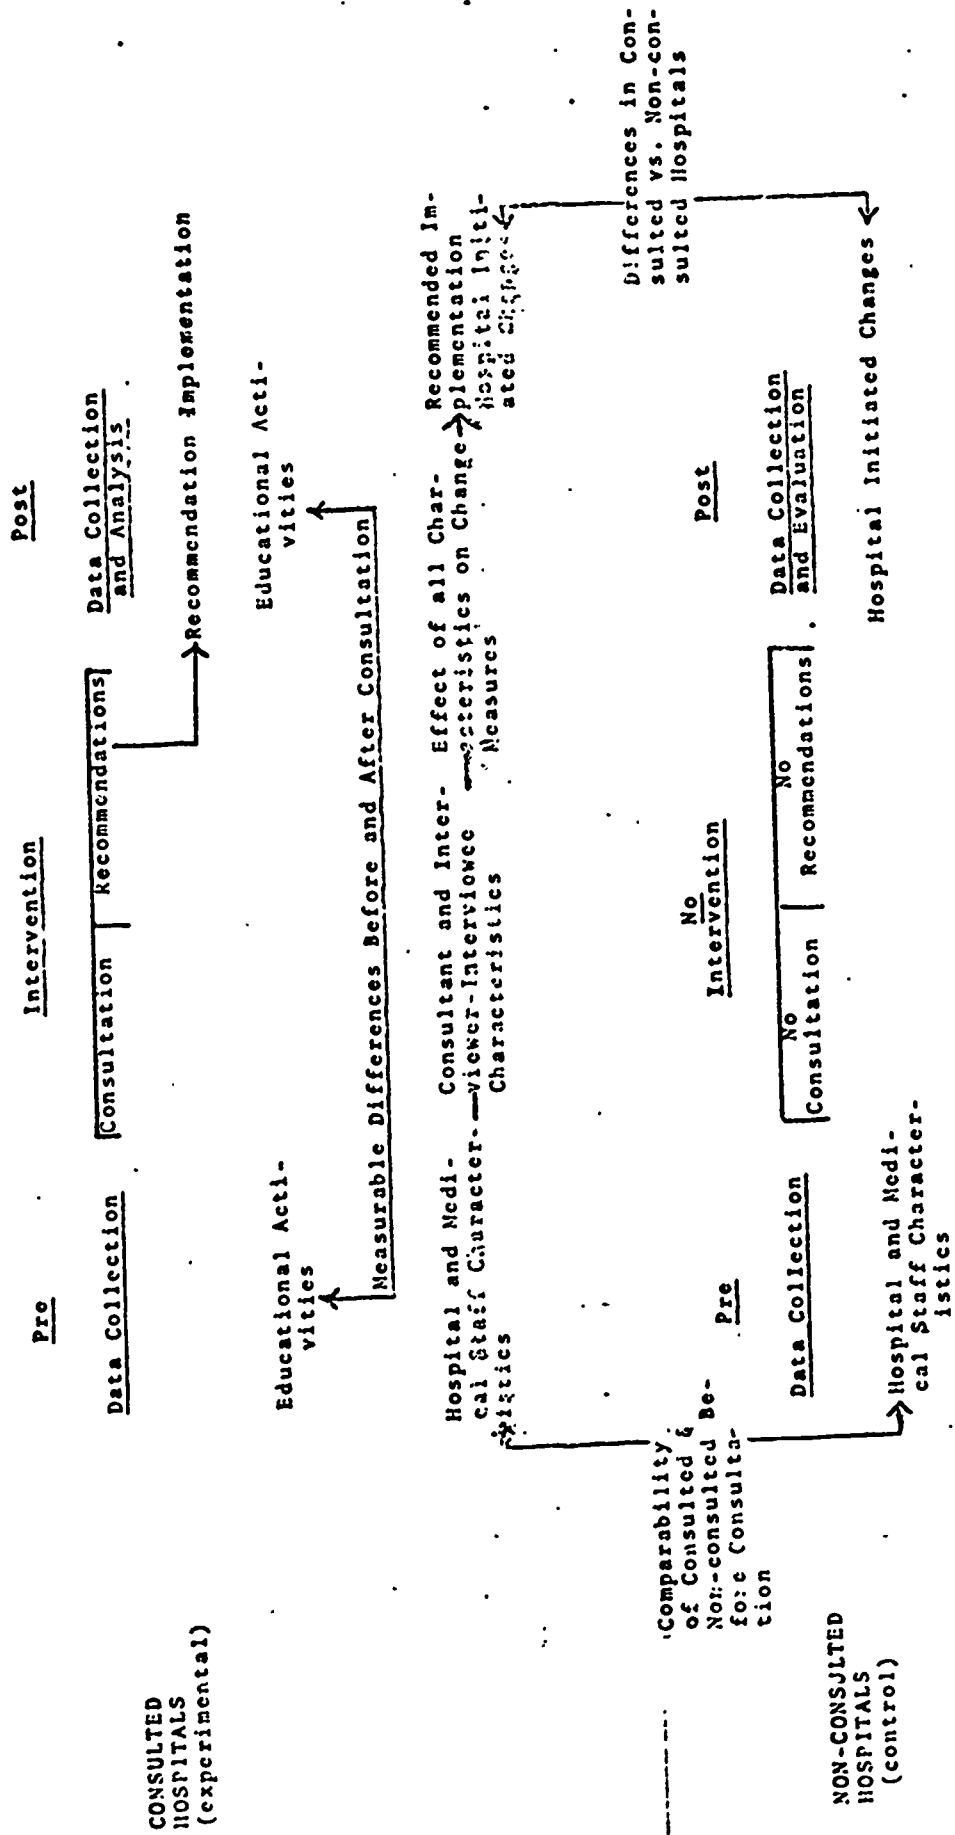 CONSULTED
HOSPITALS
(experimental)
Pre
Intervention
Post
Data Collection
Consultation
Recommendations
Data Collection
and Analysis
Recommendation Implementation
Educational Acti-
vities
Educational Acti-
vities
Measurable Differences Before and After Consultation
Hospital and Medi-
cal Staff Character-
istics
Consultant and Inter-
viewer-Interviewee
Characteristics
Effect of all Char-
acteristics on Change
Measures
Recommended Im-
plementation
Hospital Initi-
ated Changes
Comparability
of Consulted &
Non-consulted Be-
fore Consulta-
tion
Differences in Con-
sulted vs. Non-con-
sulted Hospitals
NON-CONSULTED
HOSPITALS
(control)
Pre
No
Intervention
Post
Data Collection
No
Consultation
No
Recommendations
Data Collection
and Evaluation
Hospital and Medi-
cal Staff Character-
istics
Hospital Initiated Changes